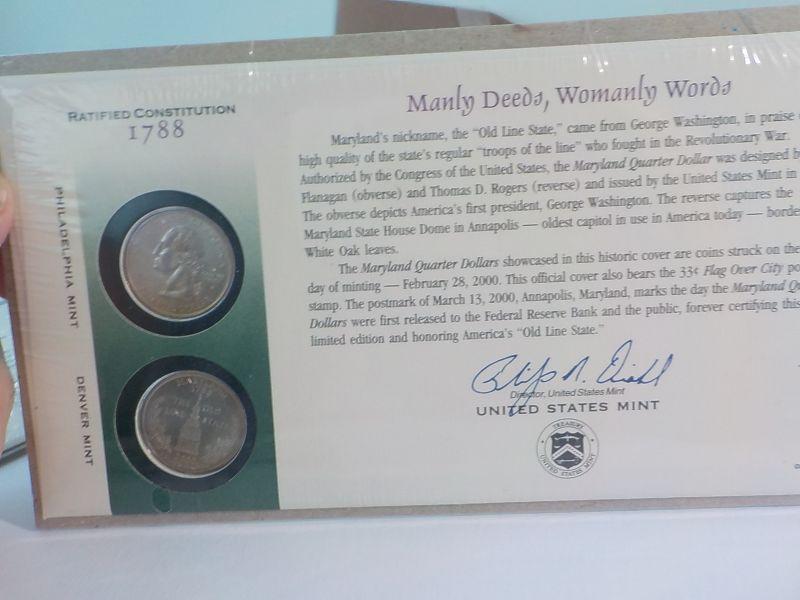 RATIFIED CONSTITUTION
1788
PHILADELPHIA MINT
DENVER MINT
Manly Deeds, Womanly Words
Maryland's nickname, the "Old Line State," came from George Washington, in praise
high quality of the state's regular "troops of the line" who fought in the Revolutionary War.
Authorized by the Congress of the United States, the Maryland Quarter Dollar was designed
Flanagan (obverse) and Thomas D. Rogers (reverse) and issued by the United States Mint in
The obverse depicts America's first president, George Washington. The reverse captures the
Maryland State House Dome in Annapolis — oldest capitol in use in America today —
White Oak leaves.
The Maryland Quarter Dollars showcased in this historic cover are coins struck on the
day of minting — February 28, 2000. This official cover also bears the 33¢ Flag Over City
stamp. The postmark of March 13, 2000, Annapolis, Maryland, marks the day the Maryland
Dollars were first released to the Federal Reserve Bank and the public, forever certifying this
limited edition and honoring America's "Old Line State."
Director, United States Mint
UNITED STATES MINT
TREASURY
UNITED STATES MINT